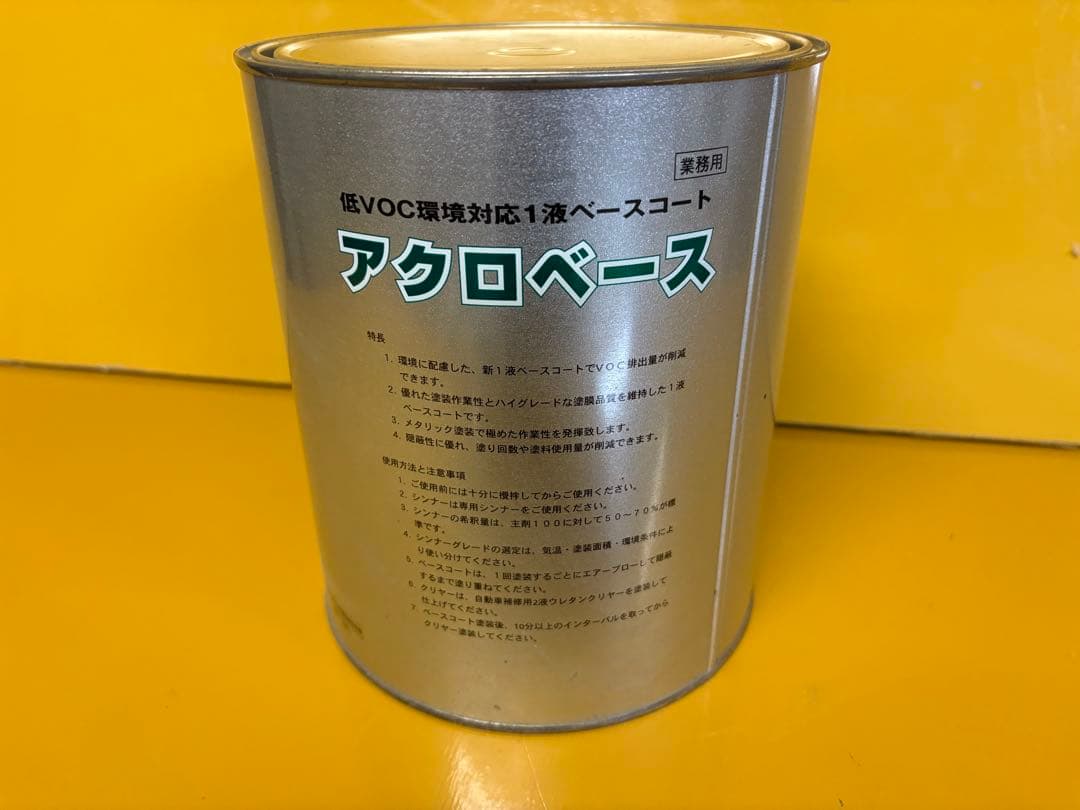 業務用
低VOC環境対応1液ベースコート
アクロベース
特長
1. 環境に配慮した、新1液ベースコートでVOC排出量が削減
できます。
2. 優れた塗装作業性とハイグレードな塗膜品質を維持した1液
ベースコートです。
3. メタリック塗装で極めた作業性を発揮致します。
4. 隠蔽性に優れ、塗り回数や塗料使用量が削減できます。
使用方法と注意事項
1. ご使用前には十分に攪拌してからご使用ください。
2. シンナーは専用シンナーをご使用ください。
3. シンナーの希釈量は、主剤100に対して50～70%が標
準です。
4. シンナーグレードの選定は、気温・塗装面積・環境条件によ
り使い分けてください。
5. ベースコートは、1回塗装するごとにエアーブローして隠蔽
するまで塗り重ねてください。
6. クリヤーは、自動車補修用2液ウレタンクリヤーを塗装して
仕上げてください。
7. ベースコート塗装後、10分以上のインターバルを取ってから
クリヤー塗装してください。